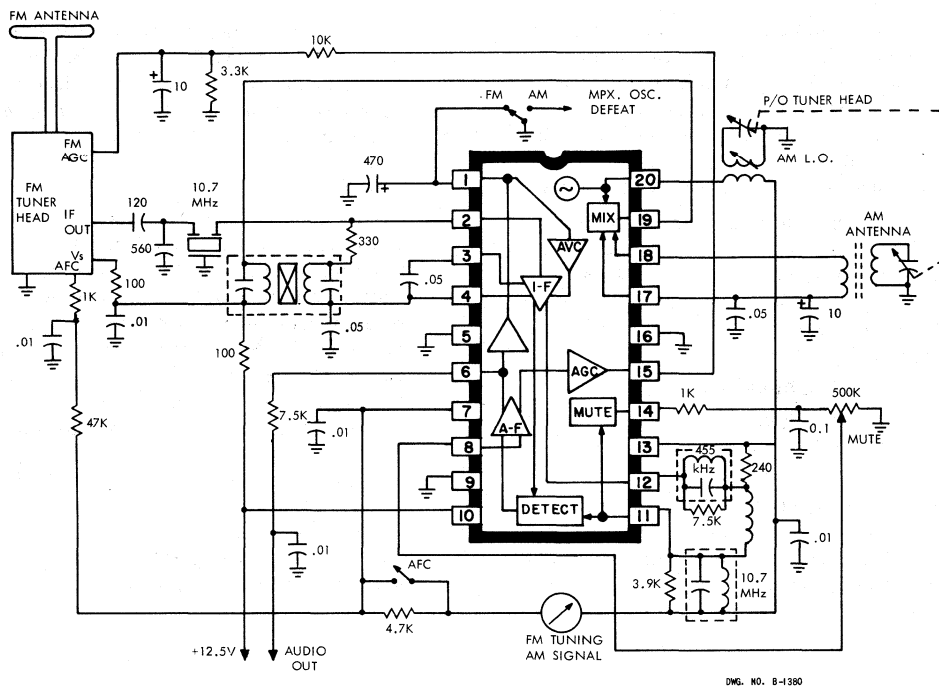 FM ANTENNA
10K
P/O TUNER HEAD
FM AM
MPX. OSC.
DEFEAT
+
10
3.3K
AM L.O.
FM
AGC
FM
TUNER
HEAD
IF
OUT
Vs
AFC
120
10.7
MHz
560
470
+
330
.05
.05
1K
100
.01
.01
100
47K
7.5K
.01
.01
1
2
3
4
5
6
7
8
9
10
20
19
18
17
16
15
14
13
12
11
MIX
AVC
I-F
AGC
MUTE
A-F
DETECT
AM
ANTENNA
.05
+
10
1K
500K
0.1
MUTE
455
kHz
240
7.5K
.01
3.9K
10.7
MHz
AFC
4.7K
FM TUNING
AM SIGNAL
+12.5V
AUDIO
OUT
DWG. NO. B-1380